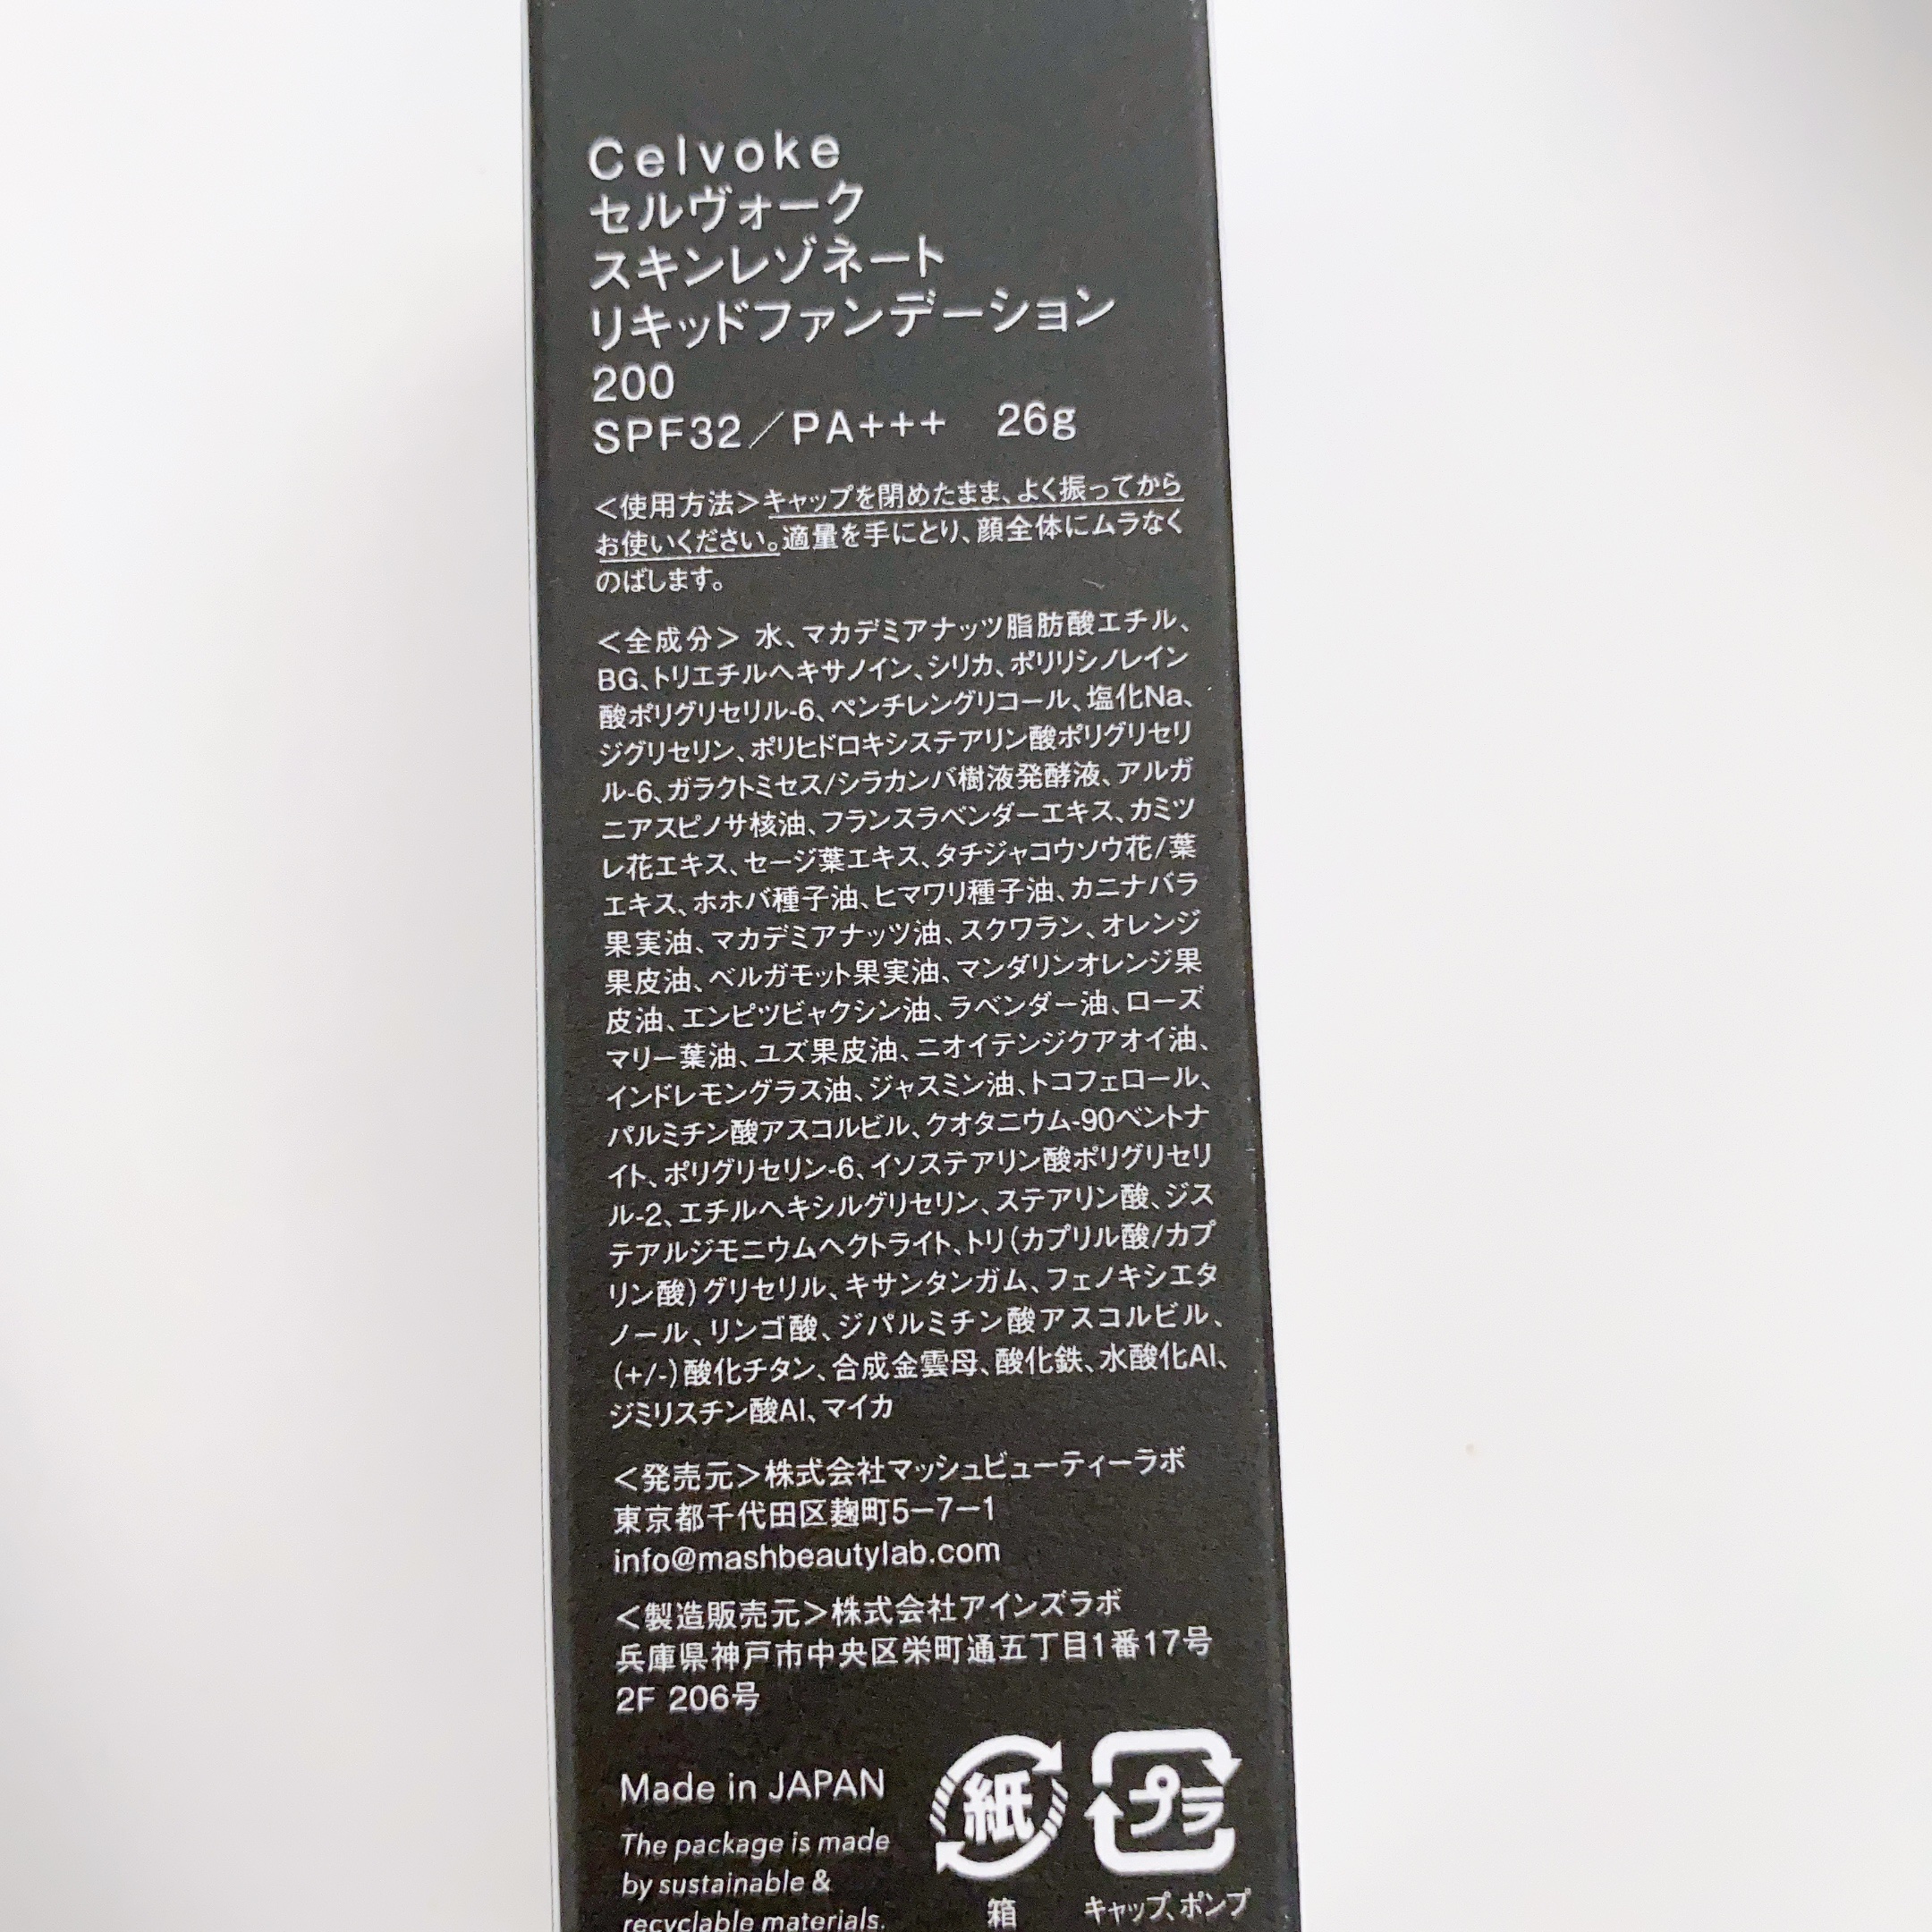 Celvoke
セルヴォーク
スキンレゾネート
リキッドファンデーション
200
SPF32／PA+++　26g
＜使用方法＞キャップを閉めたまま、よく振ってから
お使いください。適量を手にとり、顔全体にムラなく
のばします。
＜全成分＞ 水、マカデミアナッツ脂肪酸エチル、
BG、トリエチルヘキサノイン、シリカ、ポリリシノレイン
酸ポリグリセリル-6、ペンチレングリコール、塩化Na、
ジグリセリン、ポリヒドロキシステアリン酸ポリグリセリ
ル-6、ガラクトミセス/シラカンバ樹液発酵液、アルガ
ニアスピノサ核油、フランスラベンダーエキス、カミツ
レ花エキス、セージ葉エキス、タチジャコウソウ花/葉
エキス、ホホバ種子油、ヒマワリ種子油、カニナバラ
果実油、マカデミアナッツ油、スクワラン、オレンジ
果皮油、ベルガモット果実油、マンダリンオレンジ果
皮油、エンピツビャクシン油、ラベンダー油、ローズ
マリー葉油、ユズ果皮油、ニオイテンジクアオイ油、
インドレモングラス油、ジャスミン油、トコフェロール、
パルミチン酸アスコルビル、クオタニウム-90ベントナ
イト、ポリグリセリン-6、イソステアリン酸ポリグリセリ
ル-2、エチルヘキシルグリセリン、ステアリン酸、ジス
テアルジモニウムヘクトライト、トリ(カプリル酸/カプ
リン酸)グリセリル、キサンタンガム、フェノキシエタ
ノール、リンゴ酸、ジパルミチン酸アスコルビル、
(+/-)酸化チタン、合成金雲母、酸化鉄、水酸化Al、
ジミリスチン酸Al、マイカ
＜発売元＞株式会社マッシュビューティーラボ
東京都千代田区麹町5－7－1
info@mashbeautylab.com
＜製造販売元＞株式会社アインズラボ
兵庫県神戸市中央区栄町通五丁目1番17号
2F 206号
Made in JAPAN
The package is made
by sustainable &
recyclable materials.
紙
箱
プラ
キャップ、ポンプ